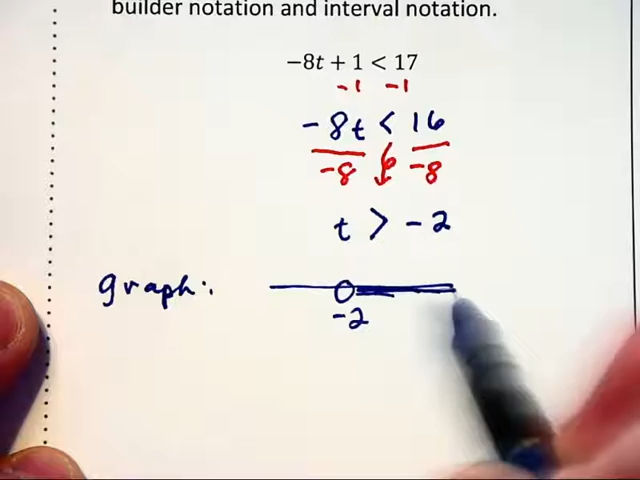 builder notation and interval notation.
−8t + 1 < 17
-1 -1
-8t < 16
-8 -8
t > -2
graph:
-2